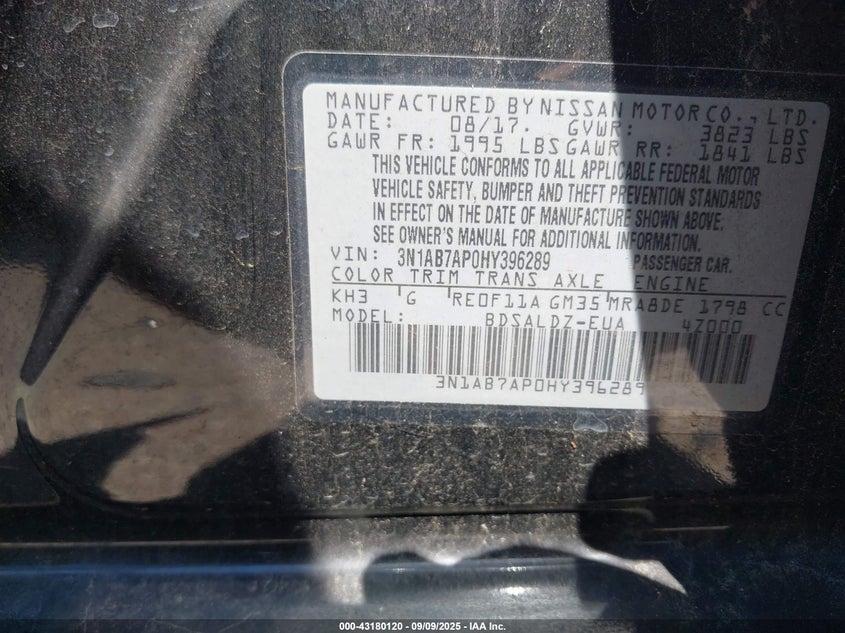 MANUFACTURED BY NISSAN MOTOR CO., LTD.
DATE: 08/17. GVWR: 3823 LBS
GAWR FR: 1995 LBS GAWR RR: 1841 LBS
THIS VEHICLE CONFORMS TO ALL APPLICABLE FEDERAL MOTOR
VEHICLE SAFETY, BUMPER AND THEFT PREVENTION STANDARDS
IN EFFECT ON THE DATE OF MANUFACTURE SHOWN ABOVE.
SEE OWNER'S MANUAL FOR ADDITIONAL INFORMATION.
VIN: 3N1AB7AP0HY396289 PASSENGER CAR.
COLOR TRIM TRANS AXLE ENGINE
KH3 G RE0F11A GM35 MRA8DE 1798 CC
MODEL: BDSALDZ-EUA 4Z000
3N1AB7AP0HY396289
000-43180120 - 09/09/2025 - IAA Inc.